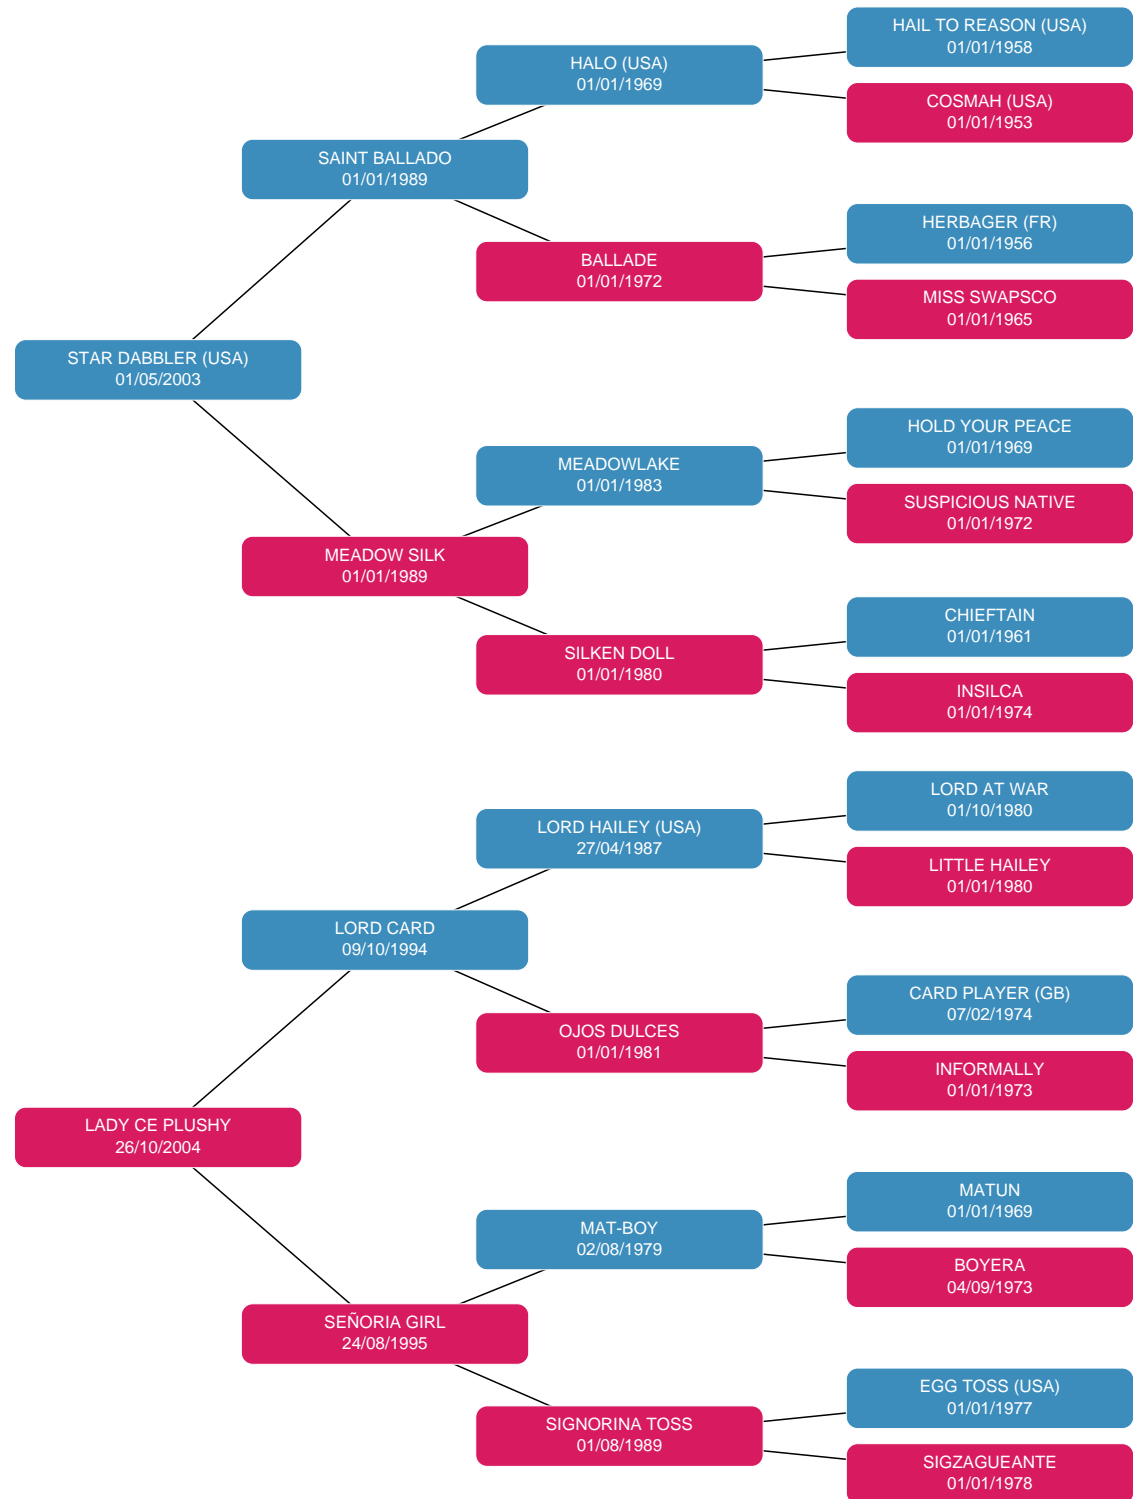 HAIL TO REASON (USA)
01/01/1958
HALO (USA)
01/01/1969
COSMAH (USA)
01/01/1953
SAINT BALLADO
01/01/1989
HERBAGER (FR)
01/01/1956
BALLADE
01/01/1972
MISS SWAPSCO
01/01/1965
STAR DABBLER (USA)
01/05/2003
HOLD YOUR PEACE
01/01/1969
MEADOWLAKE
01/01/1983
SUSPICIOUS NATIVE
01/01/1972
MEADOW SILK
01/01/1989
CHIEFTAIN
01/01/1961
SILKEN DOLL
01/01/1980
INSILCA
01/01/1974
LORD AT WAR
01/10/1980
LORD HAILEY (USA)
27/04/1987
LITTLE HAILEY
01/01/1980
LORD CARD
09/10/1994
CARD PLAYER (GB)
07/02/1974
OJOS DULCES
01/01/1981
INFORMALLY
01/01/1973
LADY CE PLUSHY
26/10/2004
MATUN
01/01/1969
MAT-BOY
02/08/1979
BOYERA
04/09/1973
SEÑORIA GIRL
24/08/1995
EGG TOSS (USA)
01/01/1977
SIGNORINA TOSS
01/08/1989
SIGZAGUEANTE
01/01/1978